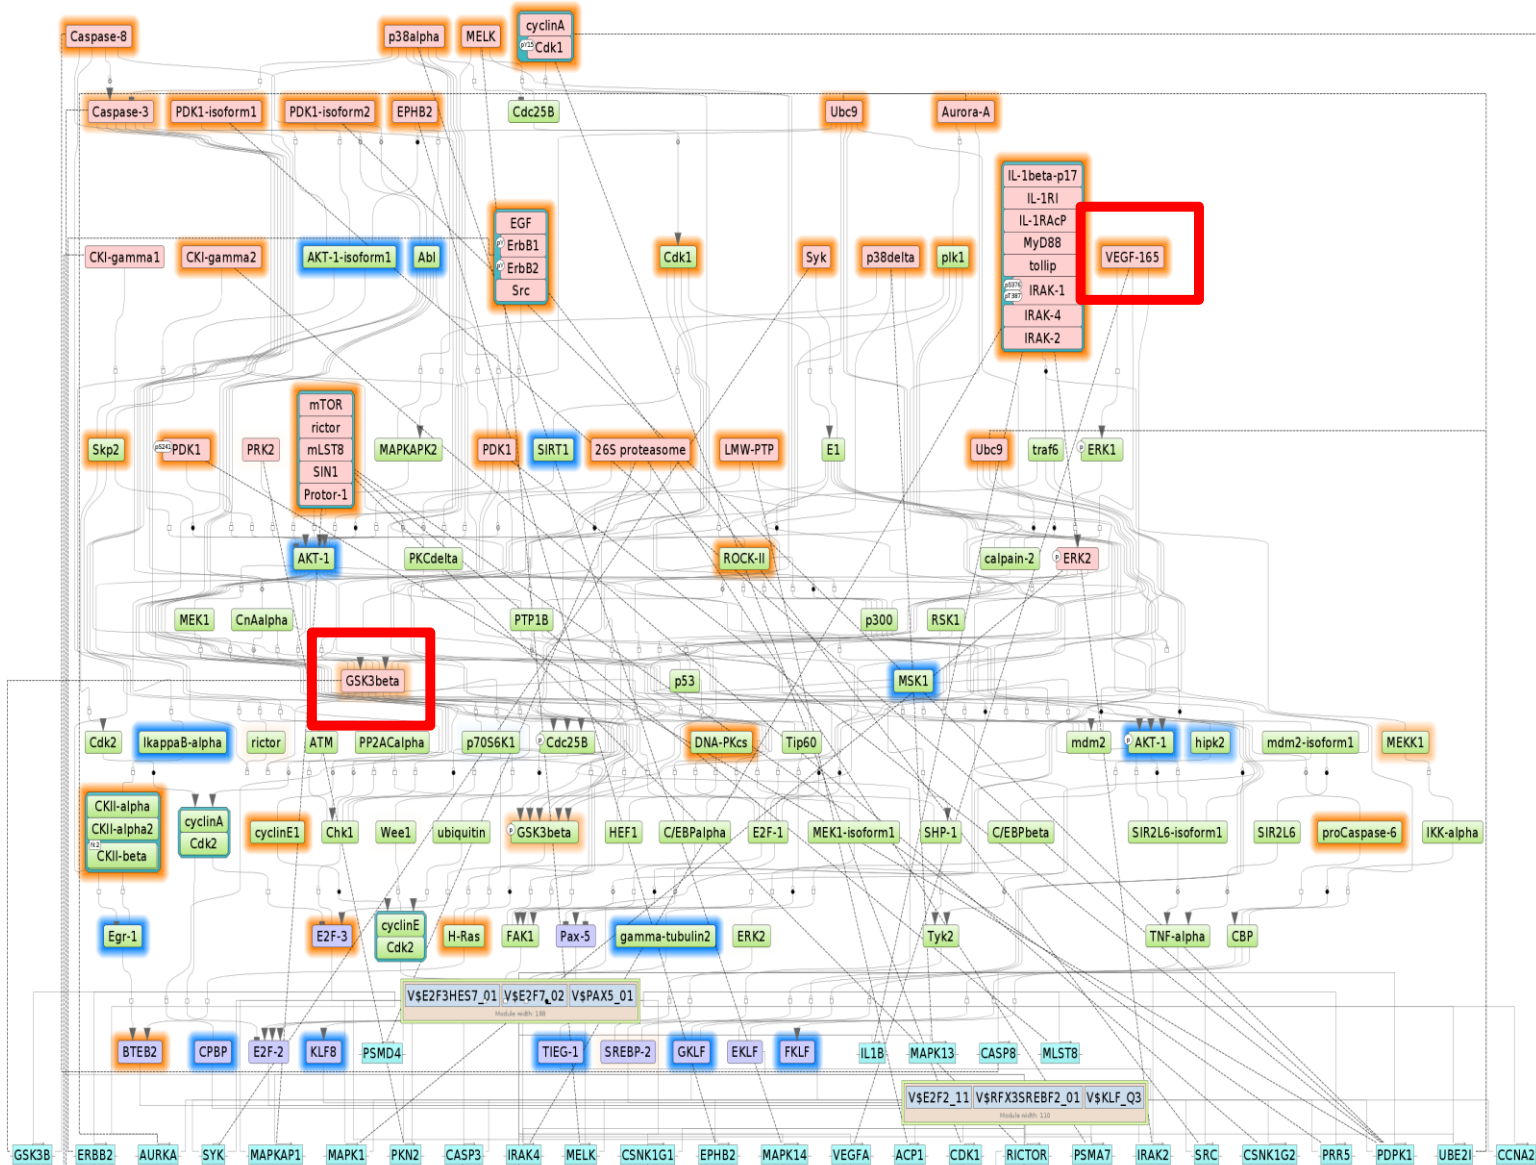 Caspase-8 p38alpha MELK cyclinA
pY15 Cdk1
Caspase-3 PDK1-isoform1 PDK1-isoform2 EPHB2 Cdc25B Ubc9 Aurora-A
IL-1beta-p17
IL-1RI
EGF IL-1RAcP
CKI-gamma1 CKI-gamma2 AKT-1-isoform1 Abl pY ErbB1 Cdk1 Syk p38delta plk1 MyD88 VEGF-165
pY ErbB2 tollip
Src IRAK-1
IRAK-4
IRAK-2
mTOR
rictor
Skp2 pS241 PDK1 PRK2 mLST8 MAPKAPK2 PDK1 SIRT1 26S proteasome LMW-PTP E1 Ubc9 traf6 p ERK1
SIN1
Protor-1
AKT-1 PKCdelta ROCK-II calpain-2 p ERK2
MEK1 CnAalpha PTP1B p300 RSK1
GSK3beta p53 MSK1
Cdk2 IkappaB-alpha rictor ATM PP2ACalpha p70S6K1 p Cdc25B DNA-PKcs Tip60 mdm2 p AKT-1 hipk2 mdm2-isoform1 MEKK1
CKII-alpha
CKII-alpha2 cyclinA cyclinE1 Chk1 Wee1 ubiquitin p GSK3beta HEF1 C/EBPalpha E2F-1 MEK1-isoform1 SHP-1 C/EBPbeta SIR2L6-isoform1 SIR2L6 proCaspase-6 IKK-alpha
CKII-beta Cdk2
Egr-1 E2F-3 cyclinE H-Ras FAK1 Pax-5 gamma-tubulin2 ERK2 Tyk2 TNF-alpha CBP
Cdk2
V$E2F3HES7_01 V$E2F7_02 V$PAX5_01
Module width: 188
BTEB2 CPBP E2F-2 KLF8 PSMD4 TIEG-1 SREBP-2 GKLF EKLF FKLF IL1B MAPK13 CASP8 MLST8
V$E2F2_11 V$RFX3SREBF2_01 V$KLF_Q3
Module width: 110
GSK3B ERBB2 AURKA SYK MAPKAP1 MAPK1 PKN2 CASP3 IRAK4 MELK CSNK1G1 EPHB2 MAPK14 VEGFA ACP1 CDK1 RICTOR PSMA7 IRAK2 SRC CSNK1G2 PRR5 PDPK1 UBE2I CCNA2